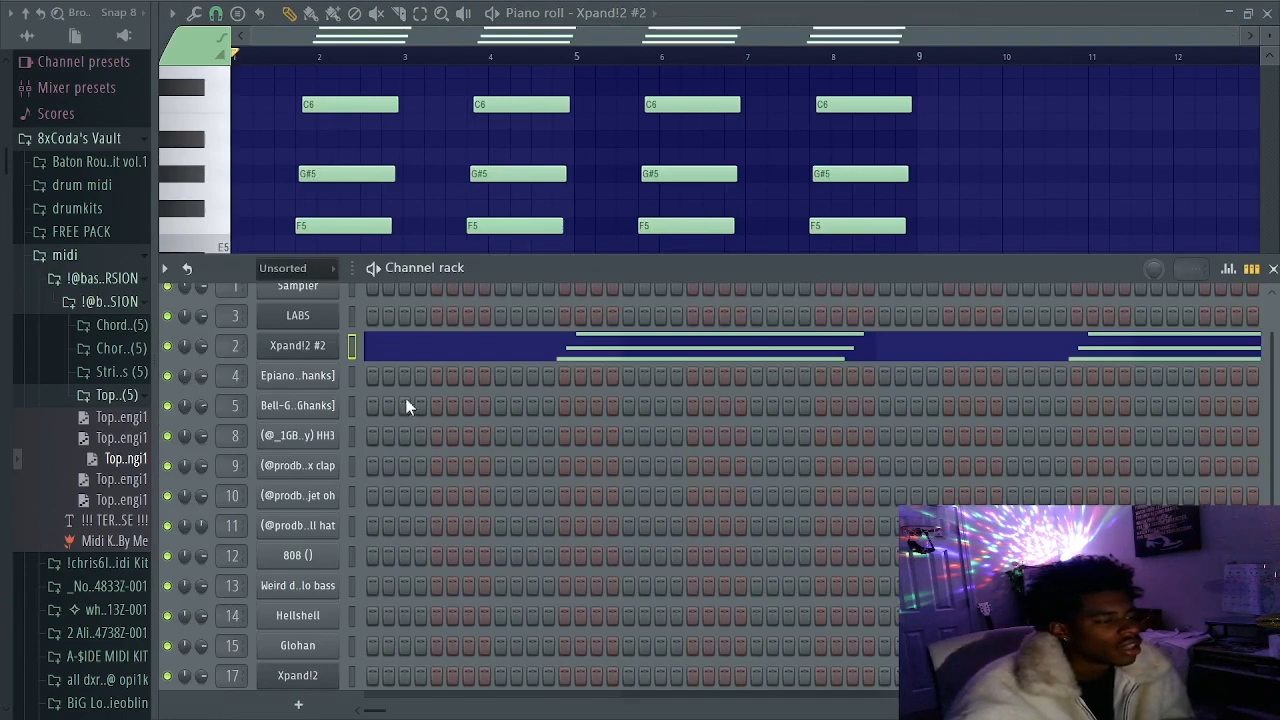 Bro..
Snap 8
Piano roll - Xpand!2 #2
Channel presets
Mixer presets
Scores
8xCoda's Vault
Baton Rou..it vol.1
drum midi
drumkits
FREE PACK
midi
!@bas..RSION
!@b..SION
Chord..(5)
Chor..(5)
Stri..s (5)
Top..(5)
Top..engi1
Top..engi1
Top..ngi1
Top..engi1
Top..engi1
!!! TER..SE !!!
Midi K..By Me
!chris6l..idi Kit
_No..4833Z-001
wh..13Z-001
2 Ali..4738Z-001
A-$IDE MIDI KIT
all dxr..@ opi1k
BiG Lo..ieoblin
2 3 4 5 6 7 8 9 10 11 12
C6 C6 C6 C6
G#5 G#5 G#5 G#5
F5 F5 F5 F5
E5
Unsorted
Channel rack
1 Sampler
3 LABS
2 Xpand!2 #2
4 Epiano..hanks]
5 Bell-G..Ghanks]
8 (@_1GB..y) HH3
9 (@prodb..x clap
10 (@prodb..jet oh
11 (@prodb..ll hat
12 808 ()
13 Weird d..lo bass
14 Hellshell
15 Glohan
17 Xpand!2